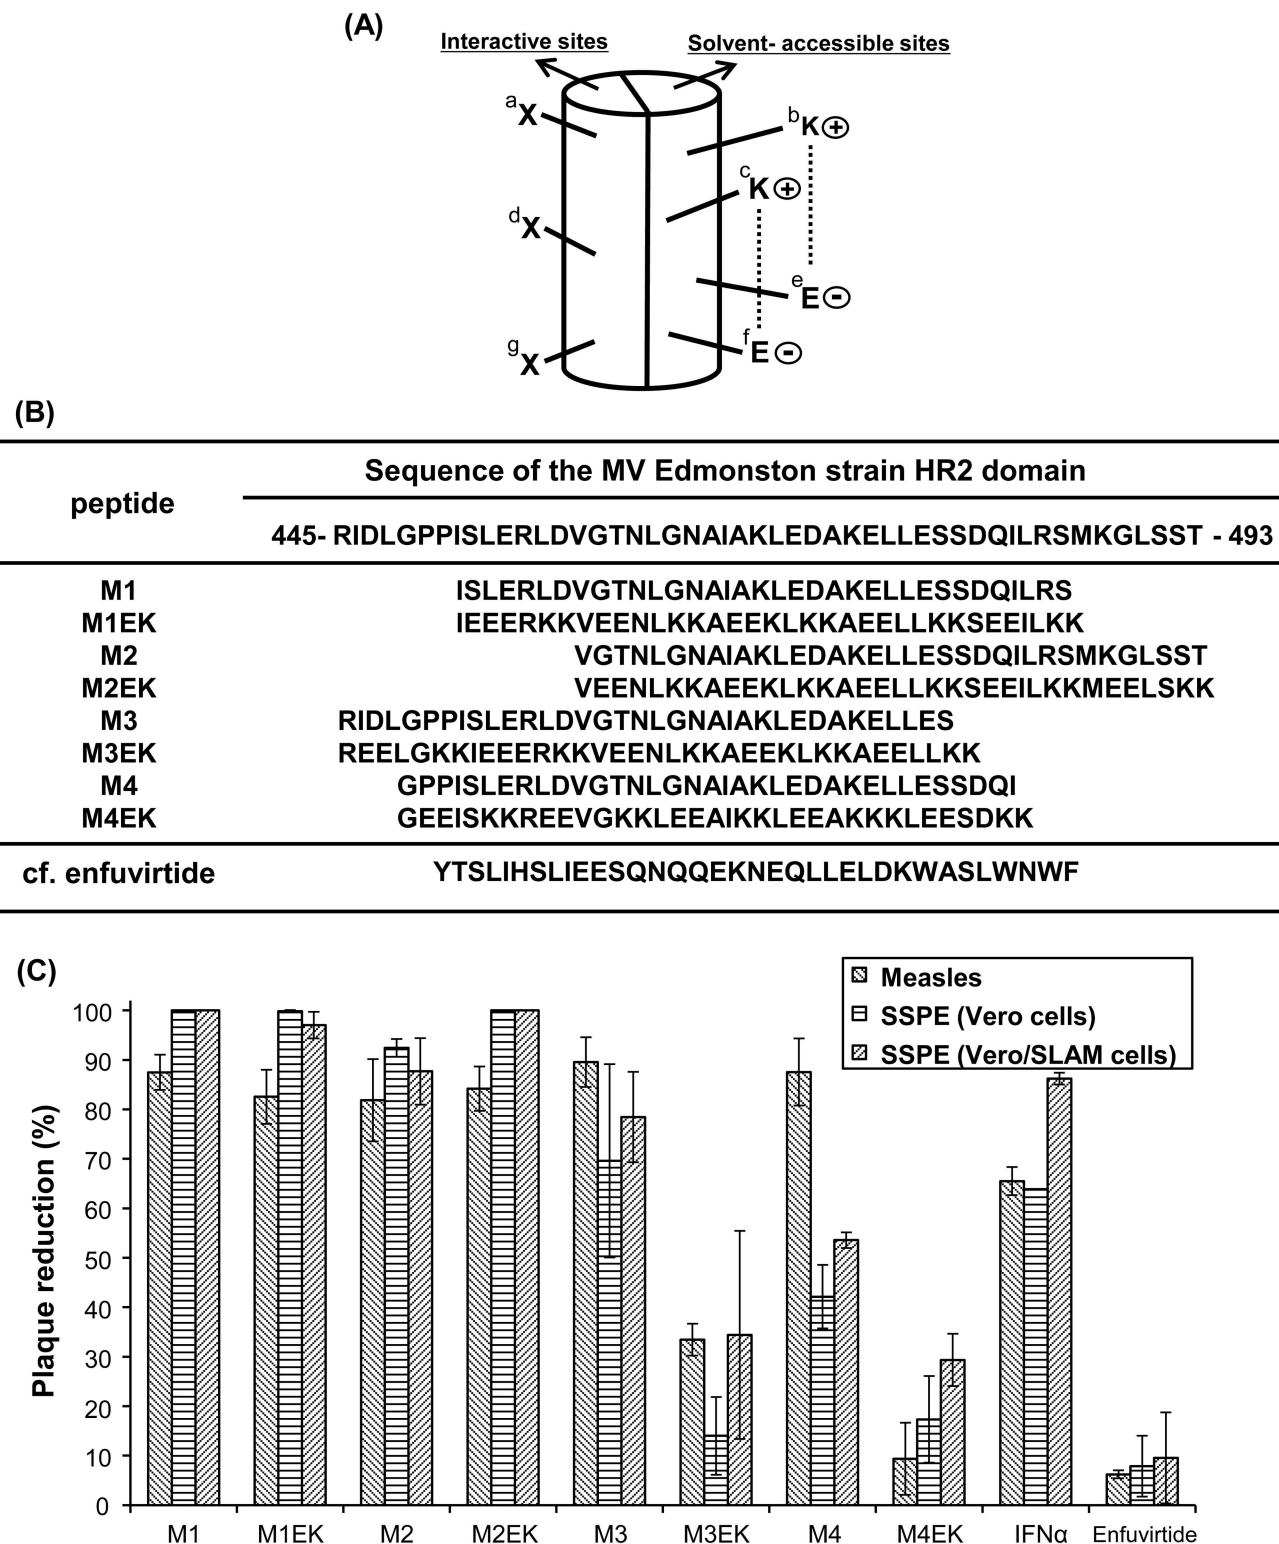 (A)
Interactive sites
Solvent- accessible sites
a X
b K +
c K +
d X
e E -
f E -
g X
(B)
peptide
Sequence of the MV Edmonston strain HR2 domain
445- RIDLGPPISLERLDVGTNLGNAIAKLEDAKELLESSDQILRSMKGLSST - 493
M1 ISLERLDVGTNLGNAIAKLEDAKELLESSDQILRS
M1EK IEEERKKVEENLKKAEEKLKKAEELLKKSEEILKK
M2 VGTNLGNAIAKLEDAKELLESSDQILRSMKGLSST
M2EK VEENLKKAEEKLKKAEELLKKSEEILKKMEELSKK
M3 RIDLGPPISLERLDVGTNLGNAIAKLEDAKELLES
M3EK REELGKKIEEERKKVEENLKKAEEKLKKAEELLKK
M4 GPPISLERLDVGTNLGNAIAKLEDAKELLESSDQI
M4EK GEEISKKREEVGKKLEEAIKKLEEAKKKLEESDKK
cf. enfuvirtide YTSLIHSLIEESQNQQEKNEQLLELDKWASLWNWF
(C)
Measles
SSPE (Vero cells)
SSPE (Vero/SLAM cells)
Plaque reduction (%)
100
90
80
70
60
50
40
30
20
10
0
M1 M1EK M2 M2EK M3 M3EK M4 M4EK IFNα Enfuvirtide